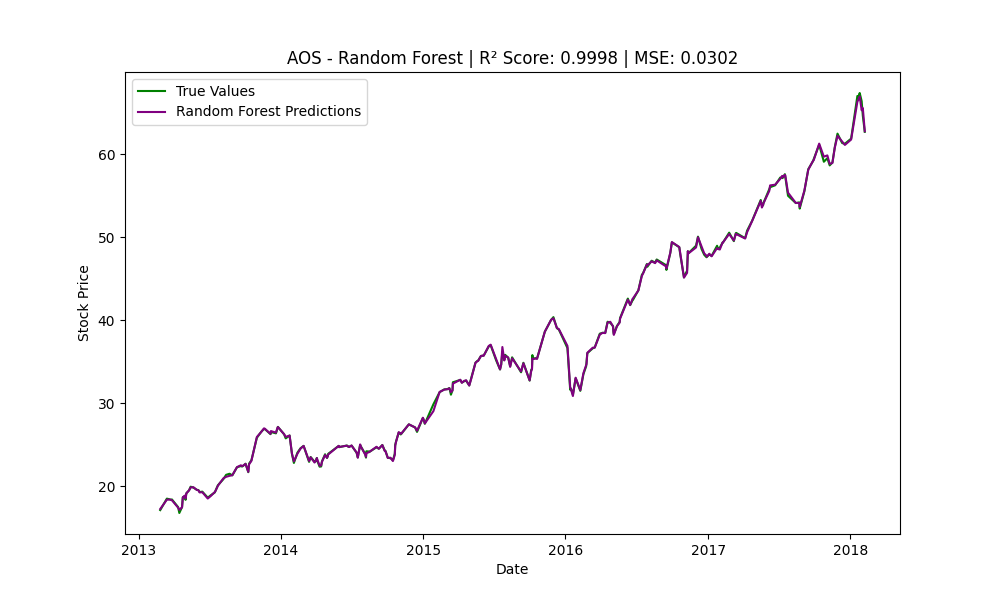 AOS - Random Forest | R² Score: 0.9998 | MSE: 0.0302
True Values
Random Forest Predictions
60
50
40
30
20
Stock Price
2013 2014 2015 2016 2017 2018
Date